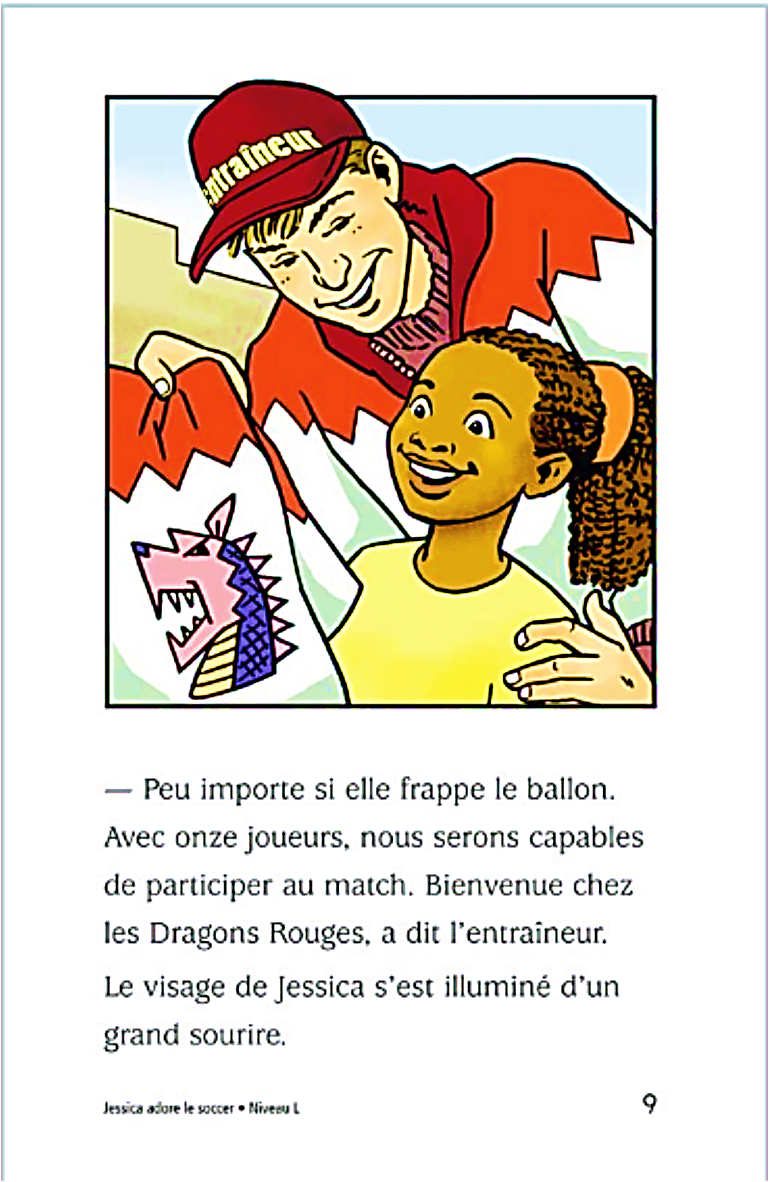 entraîneur
— Peu importe si elle frappe le ballon.
Avec onze joueurs, nous serons capables
de participer au match. Bienvenue chez
les Dragons Rouges, a dit l'entraîneur.
Le visage de Jessica s'est illuminé d'un
grand sourire.
Jessica adore le soccer • Niveau L
9